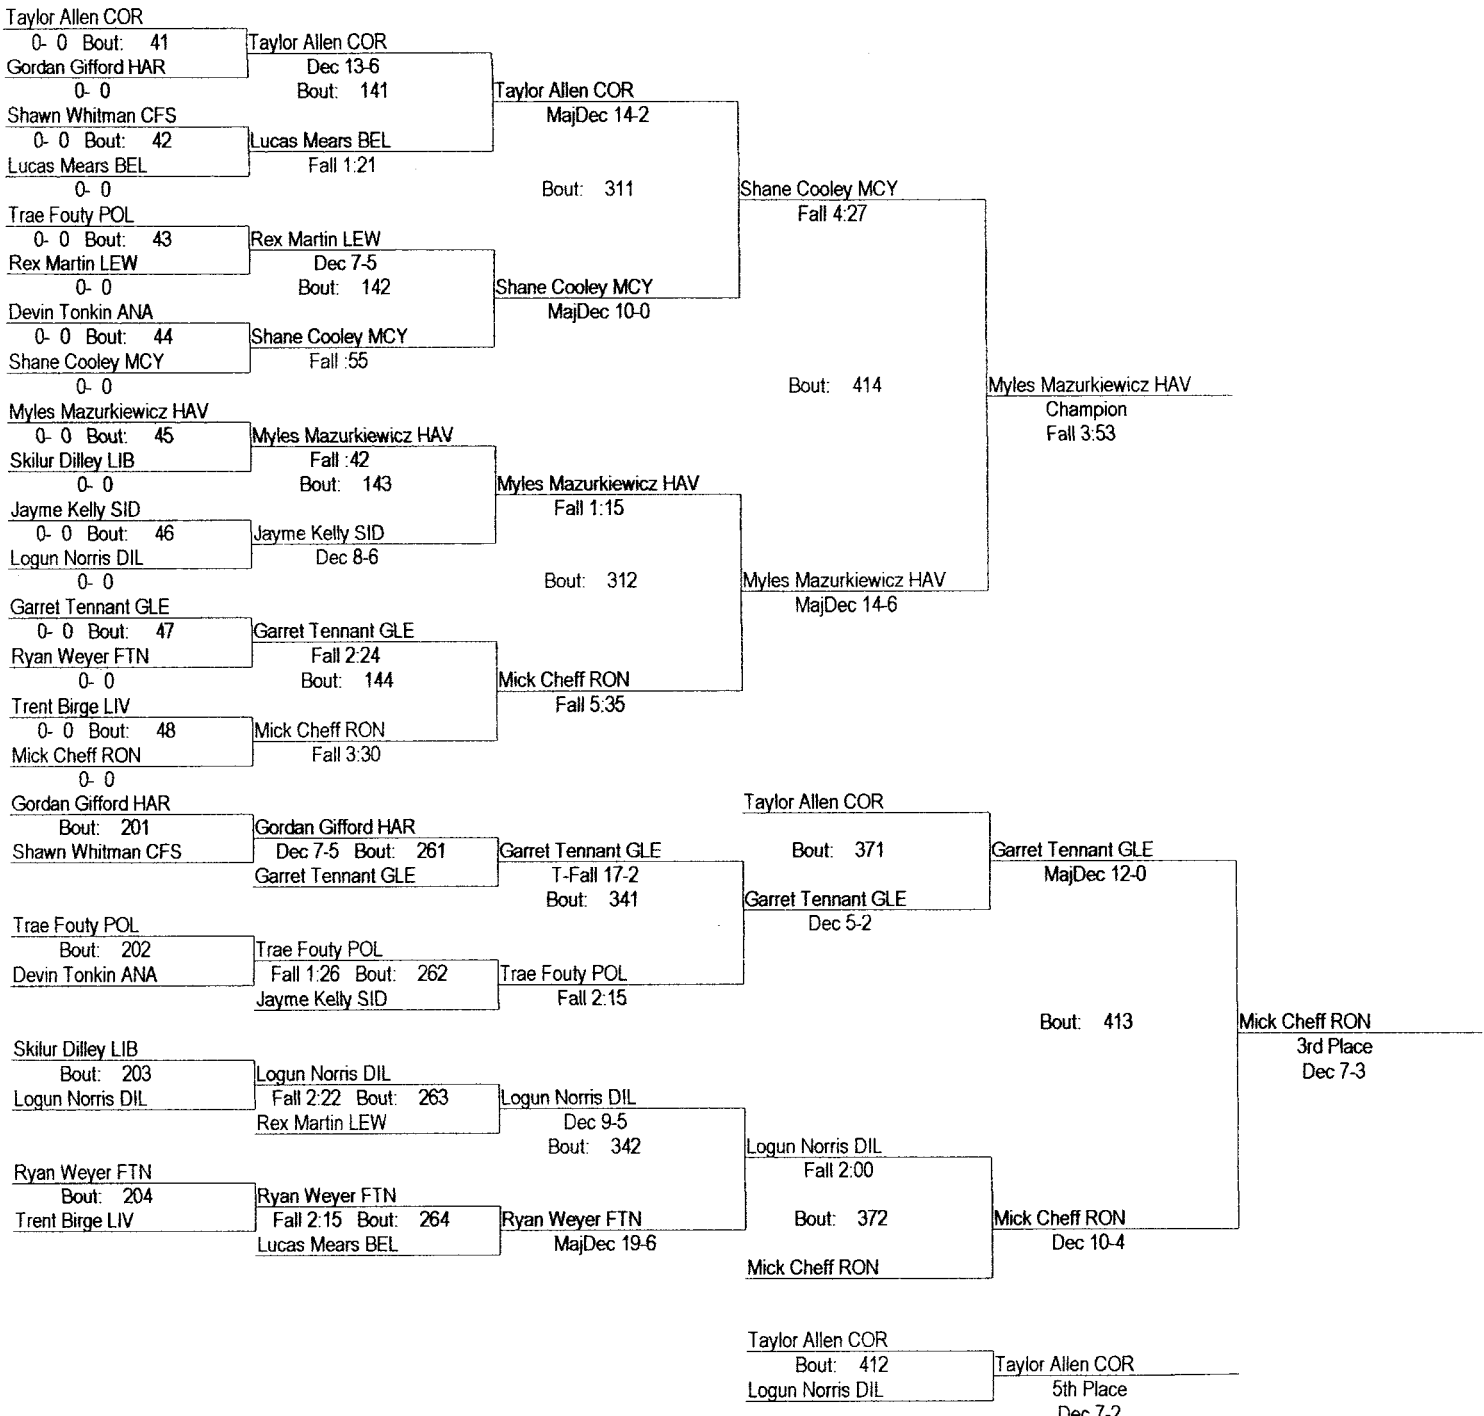 Taylor Allen COR
0- 0 Bout: 41
Taylor Allen COR
Gordan Gifford HAR
Dec 13-6
0- 0
Bout: 141
Taylor Allen COR
Shawn Whitman CFS
MajDec 14-2
0- 0 Bout: 42
Lucas Mears BEL
Lucas Mears BEL
Fall 1:21
0- 0
Bout: 311
Shane Cooley MCY
Trae Fouty POL
Fall 4:27
0- 0 Bout: 43
Rex Martin LEW
Rex Martin LEW
Dec 7-5
0- 0
Bout: 142
Shane Cooley MCY
Devin Tonkin ANA
MajDec 10-0
0- 0 Bout: 44
Shane Cooley MCY
Shane Cooley MCY
Fall :55
0- 0
Bout: 414
Myles Mazurkiewicz HAV
Myles Mazurkiewicz HAV
Champion
0- 0 Bout: 45
Myles Mazurkiewicz HAV
Fall 3:53
Skilur Dilley LIB
Fall :42
0- 0
Bout: 143
Myles Mazurkiewicz HAV
Jayme Kelly SID
Fall 1:15
0- 0 Bout: 46
Jayme Kelly SID
Logun Norris DIL
Dec 8-6
0- 0
Bout: 312
Myles Mazurkiewicz HAV
Garret Tennant GLE
MajDec 14-6
0- 0 Bout: 47
Garret Tennant GLE
Ryan Weyer FTN
Fall 2:24
0- 0
Bout: 144
Mick Cheff RON
Trent Birge LIV
Fall 5:35
0- 0 Bout: 48
Mick Cheff RON
Mick Cheff RON
Fall 3:30
0- 0
Gordan Gifford HAR
Taylor Allen COR
Bout: 201
Gordan Gifford HAR
Shawn Whitman CFS
Dec 7-5 Bout: 261
Garret Tennant GLE
Bout: 371
Garret Tennant GLE
Garret Tennant GLE
T-Fall 17-2
MajDec 12-0
Bout: 341
Garret Tennant GLE
Trae Fouty POL
Dec 5-2
Bout: 202
Trae Fouty POL
Devin Tonkin ANA
Fall 1:26 Bout: 262
Trae Fouty POL
Jayme Kelly SID
Fall 2:15
Bout: 413
Mick Cheff RON
Skilur Dilley LIB
3rd Place
Bout: 203
Logun Norris DIL
Dec 7-3
Logun Norris DIL
Fall 2:22 Bout: 263
Logun Norris DIL
Rex Martin LEW
Dec 9-5
Bout: 342
Logun Norris DIL
Ryan Weyer FTN
Fall 2:00
Bout: 204
Ryan Weyer FTN
Trent Birge LIV
Fall 2:15 Bout: 264
Ryan Weyer FTN
Bout: 372
Mick Cheff RON
Lucas Mears BEL
MajDec 19-6
Dec 10-4
Mick Cheff RON
Taylor Allen COR
Bout: 412
Taylor Allen COR
Logun Norris DIL
5th Place
Dec 7-2